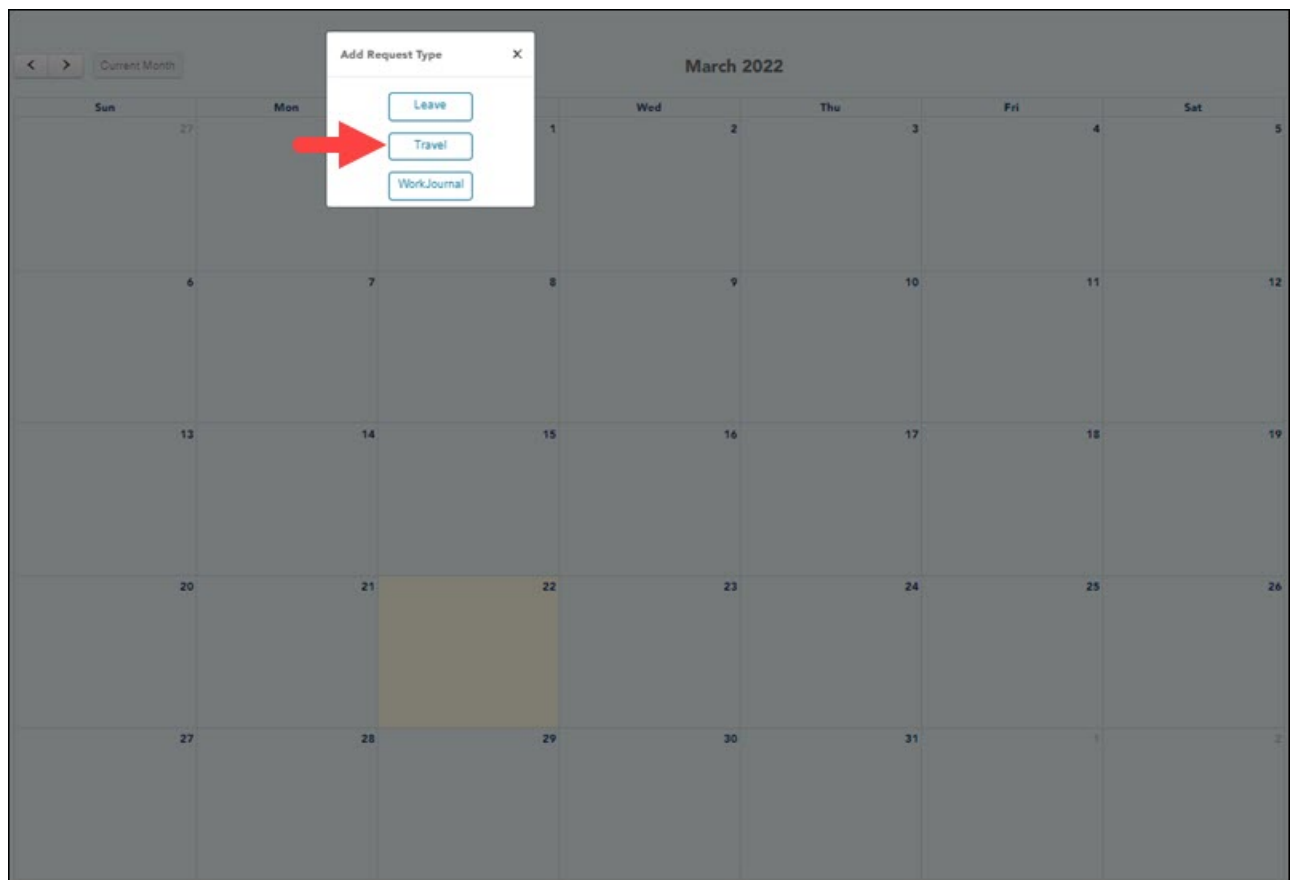 Add Request Type X
Current Month
March 2022
Leave
Sun Mon Wed Thu Fri Sat
27 1 2 3 4 5
Travel
WorkJournal
6 7 8 9 10 11 12
13 14 15 16 17 18 19
20 21 22 23 24 25 26
27 28 29 30 31 1 2